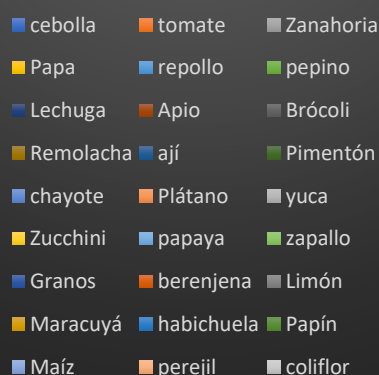 cebolla tomate Zanahoria
Papa repollo pepino
Lechuga Apio Brócoli
Remolacha ají Pimentón
chayote Plátano yuca
Zucchini papaya zapallo
Granos berenjena Limón
Maracuyá habichuela Papín
Maíz perejil coliflor